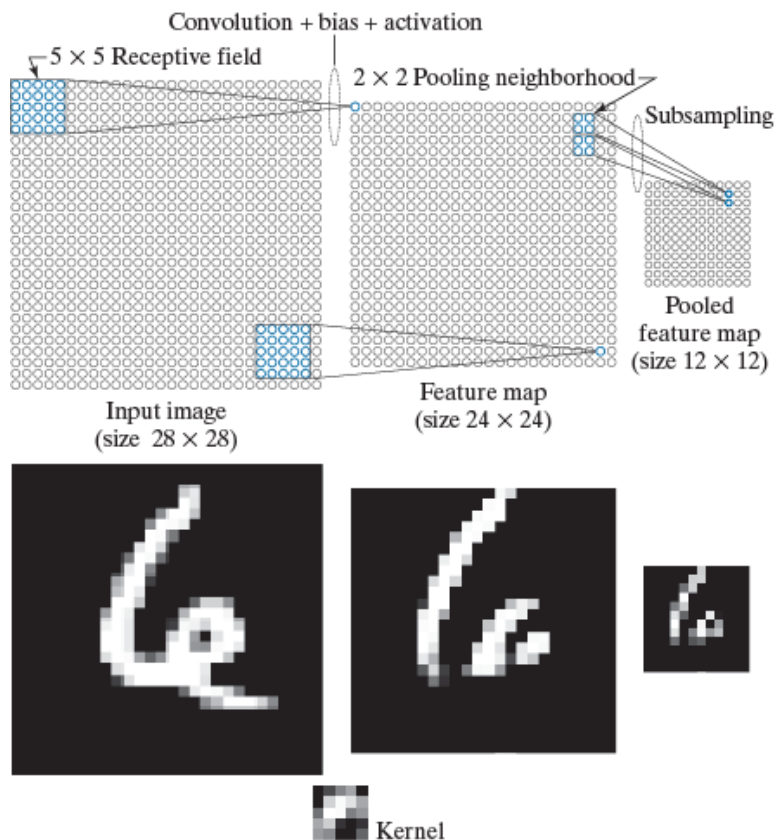 Convolution + bias + activation
5 × 5 Receptive field
2 × 2 Pooling neighborhood
Subsampling
Pooled
feature map
(size 12 × 12)
Feature map
(size 24 × 24)
Input image
(size 28 × 28)
Kernel